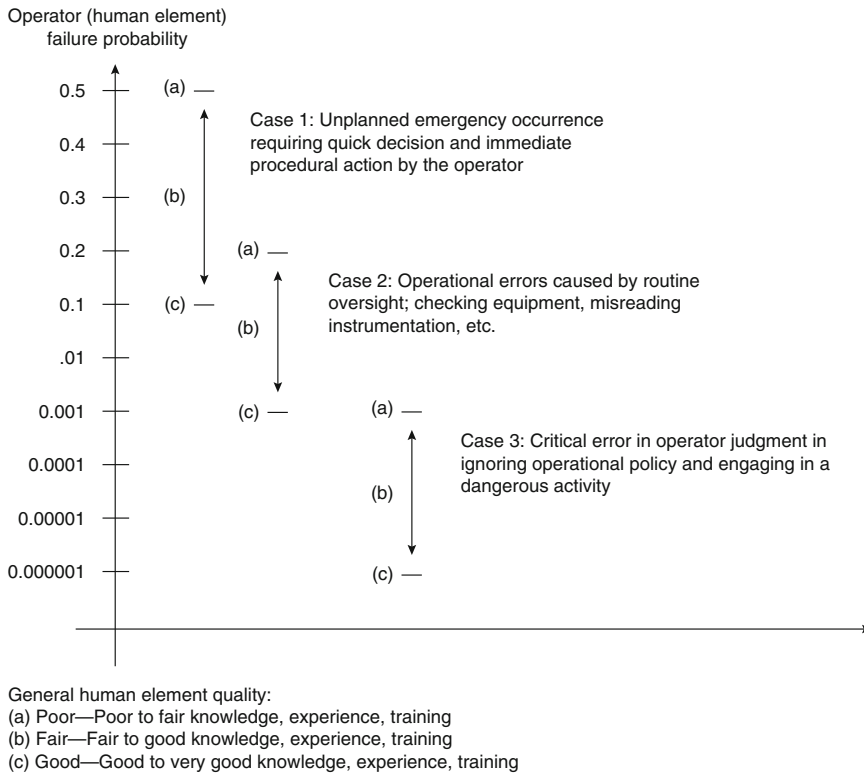 Operator (human element)
failure probability
0.5
(a)
Case 1: Unplanned emergency occurrence
requiring quick decision and immediate
procedural action by the operator
0.4
0.3
(b)
0.2
(a)
Case 2: Operational errors caused by routine
oversight; checking equipment, misreading
instrumentation, etc.
0.1
(c)
(b)
.01
0.001
(c)
(a)
Case 3: Critical error in operator judgment in
ignoring operational policy and engaging in a
dangerous activity
0.0001
(b)
0.00001
0.000001
(c)
General human element quality:
(a) Poor—Poor to fair knowledge, experience, training
(b) Fair—Fair to good knowledge, experience, training
(c) Good—Good to very good knowledge, experience, training